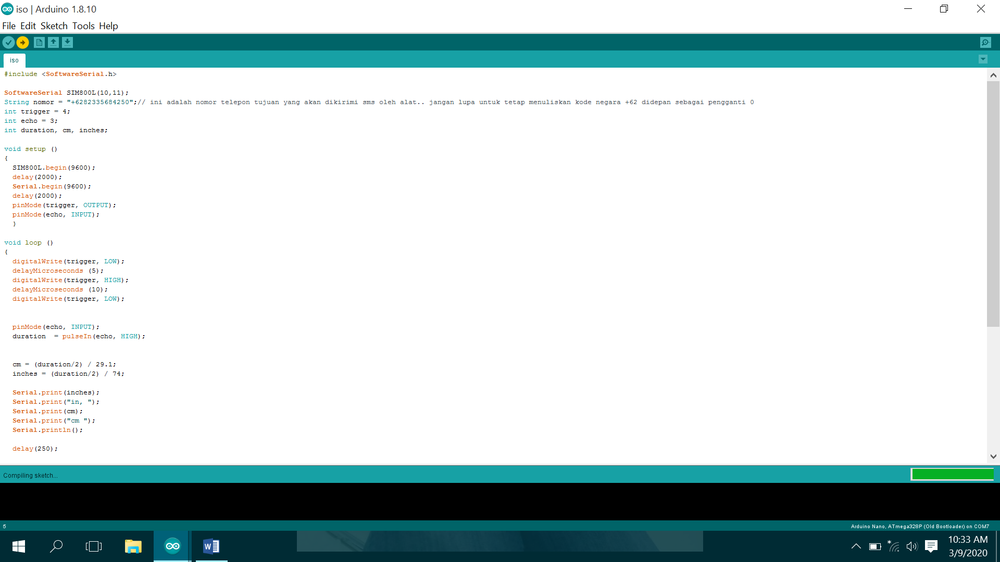 iso | Arduino 1.8.10
File Edit Sketch Tools Help
iso
#include <SoftwareSerial.h>
SoftwareSerial SIM800L(10,11);
String nomor = "+6282335684250";// ini adalah nomor telepon tujuan yang akan dikirimi sms oleh alat.. jangan lupa untuk tetap menuliskan kode negara +62 didepan sebagai pengganti 0
int trigger = 4;
int echo = 3;
int duration, cm, inches;
void setup ()
{
SIM800L.begin(9600);
delay(2000);
Serial.begin(9600);
delay(2000);
pinMode(trigger, OUTPUT);
pinMode(echo, INPUT);
}
void loop ()
{
digitalWrite(trigger, LOW);
delayMicroseconds (5);
digitalWrite(trigger, HIGH);
delayMicroseconds (10);
digitalWrite(trigger, LOW);
pinMode(echo, INPUT);
duration  = pulseIn(echo, HIGH);
cm = (duration/2) / 29.1;
inches = (duration/2) / 74;
Serial.print(inches);
Serial.print("in, ");
Serial.print(cm);
Serial.print("cm ");
Serial.println();
delay(250);
Compiling sketch...
5
Arduino Nano, ATmega328P (Old Bootloader) on COM7
10:33 AM
3/9/2020